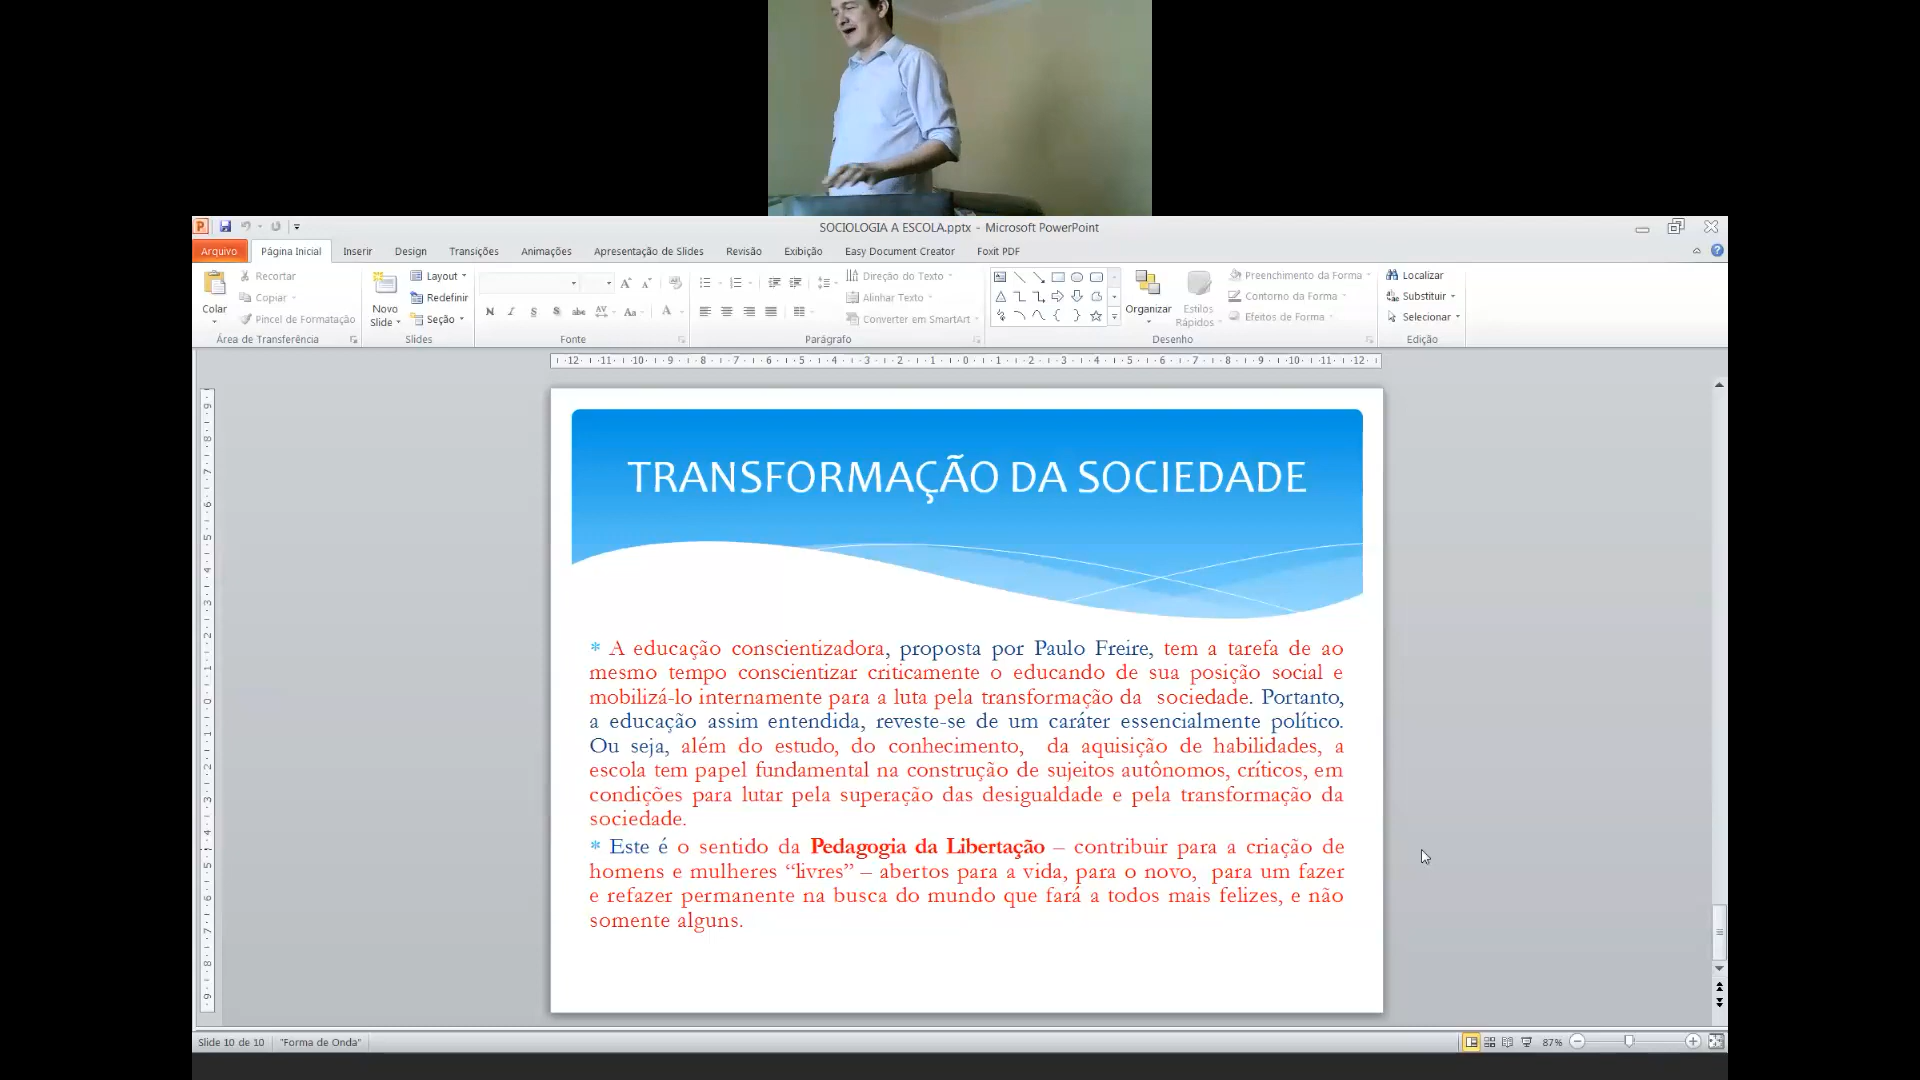 SOCIOLOGIA A ESCOLA.pptx - Microsoft PowerPoint
Arquivo Página Inicial Inserir Design Transições Animações Apresentação de Slides Revisão Exibição Easy Document Creator Foxit PDF
Colar
Recortar
Copiar
Pincel de Formatação
Área de Transferência
Novo Slide
Layout
Redefinir
Seção
Slides
Fonte
Direção do Texto
Alinhar Texto
Converter em SmartArt
Parágrafo
Organizar
Estilos Rápidos
Preenchimento da Forma
Contorno da Forma
Efeitos de Forma
Desenho
Localizar
Substituir
Selecionar
Edição
TRANSFORMAÇÃO DA SOCIEDADE
* A educação conscientizadora, proposta por Paulo Freire, tem a tarefa de ao
mesmo tempo conscientizar criticamente o educando de sua posição social e
mobilizá-lo internamente para a luta pela transformação da sociedade. Portanto,
a educação assim entendida, reveste-se de um caráter essencialmente político.
Ou seja, além do estudo, do conhecimento, da aquisição de habilidades, a
escola tem papel fundamental na construção de sujeitos autônomos, críticos, em
condições para lutar pela superação das desigualdade e pela transformação da
sociedade.
* Este é o sentido da Pedagogia da Libertação – contribuir para a criação de
homens e mulheres “livres” – abertos para a vida, para o novo, para um fazer
e refazer permanente na busca do mundo que fará a todos mais felizes, e não
somente alguns.
Slide 10 de 10 "Forma de Onda" 87%